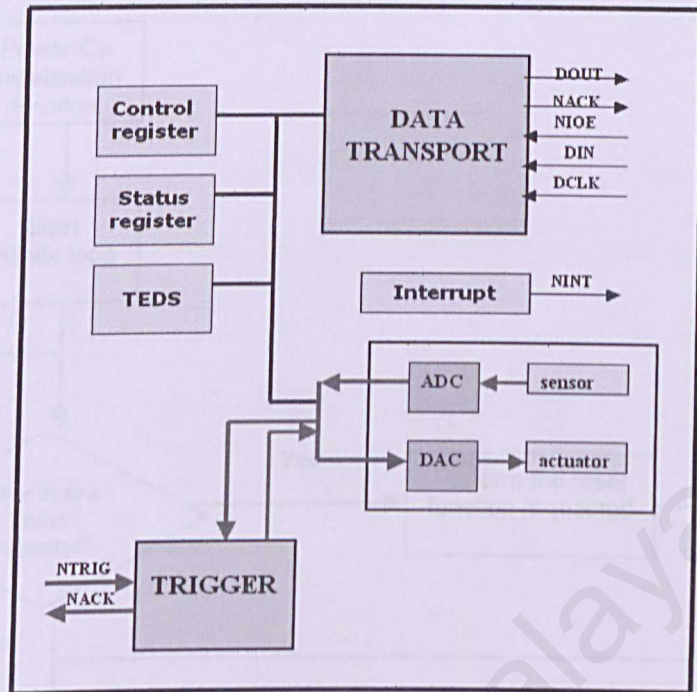 Control
register
Status
register
TEDS
DATA
TRANSPORT
DOUT
NACK
NIOE
DIN
DCLK
Interrupt
NINT
ADC
sensor
DAC
actuator
NTRIG
NACK
TRIGGER